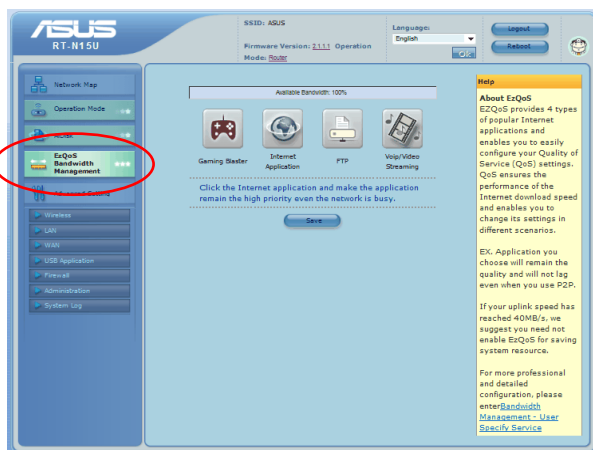 ASUS
RT-N15U
SSID: ASUS
Firmware Version: 2.1.1.1 Operation
Mode: Router
Language:
English
OK
Logout
Reboot
Network Map
Operation Mode
EzQoS
Bandwidth
Management
Advanced Setting
Wireless
LAN
WAN
USB Application
Firewall
Administration
System Log
Available Bandwidth: 100%
Gaming Blaster
Internet
Application
FTP
Voip/Video
Streaming
Click the Internet application and make the application
remain the high priority even the network is
busy.
Save
Help
About EzQoS
EZQoS provides 4 types
of popular Internet
applications and
enables you to easily
configure your Quality of
Service (QoS) settings.
QoS ensures the
performance of the
Internet download speed
and enables you to
change its settings in
different scenarios.
EX. Application you
choose will remain the
quality and will not lag
even when you use P2P.
If your uplink speed has
reached 40MB/s, we
suggest you need not
enable EzQoS for saving
system resource.
For more professional
and detailed
configuration, please
enterBandwidth
Management - User
Specify Service